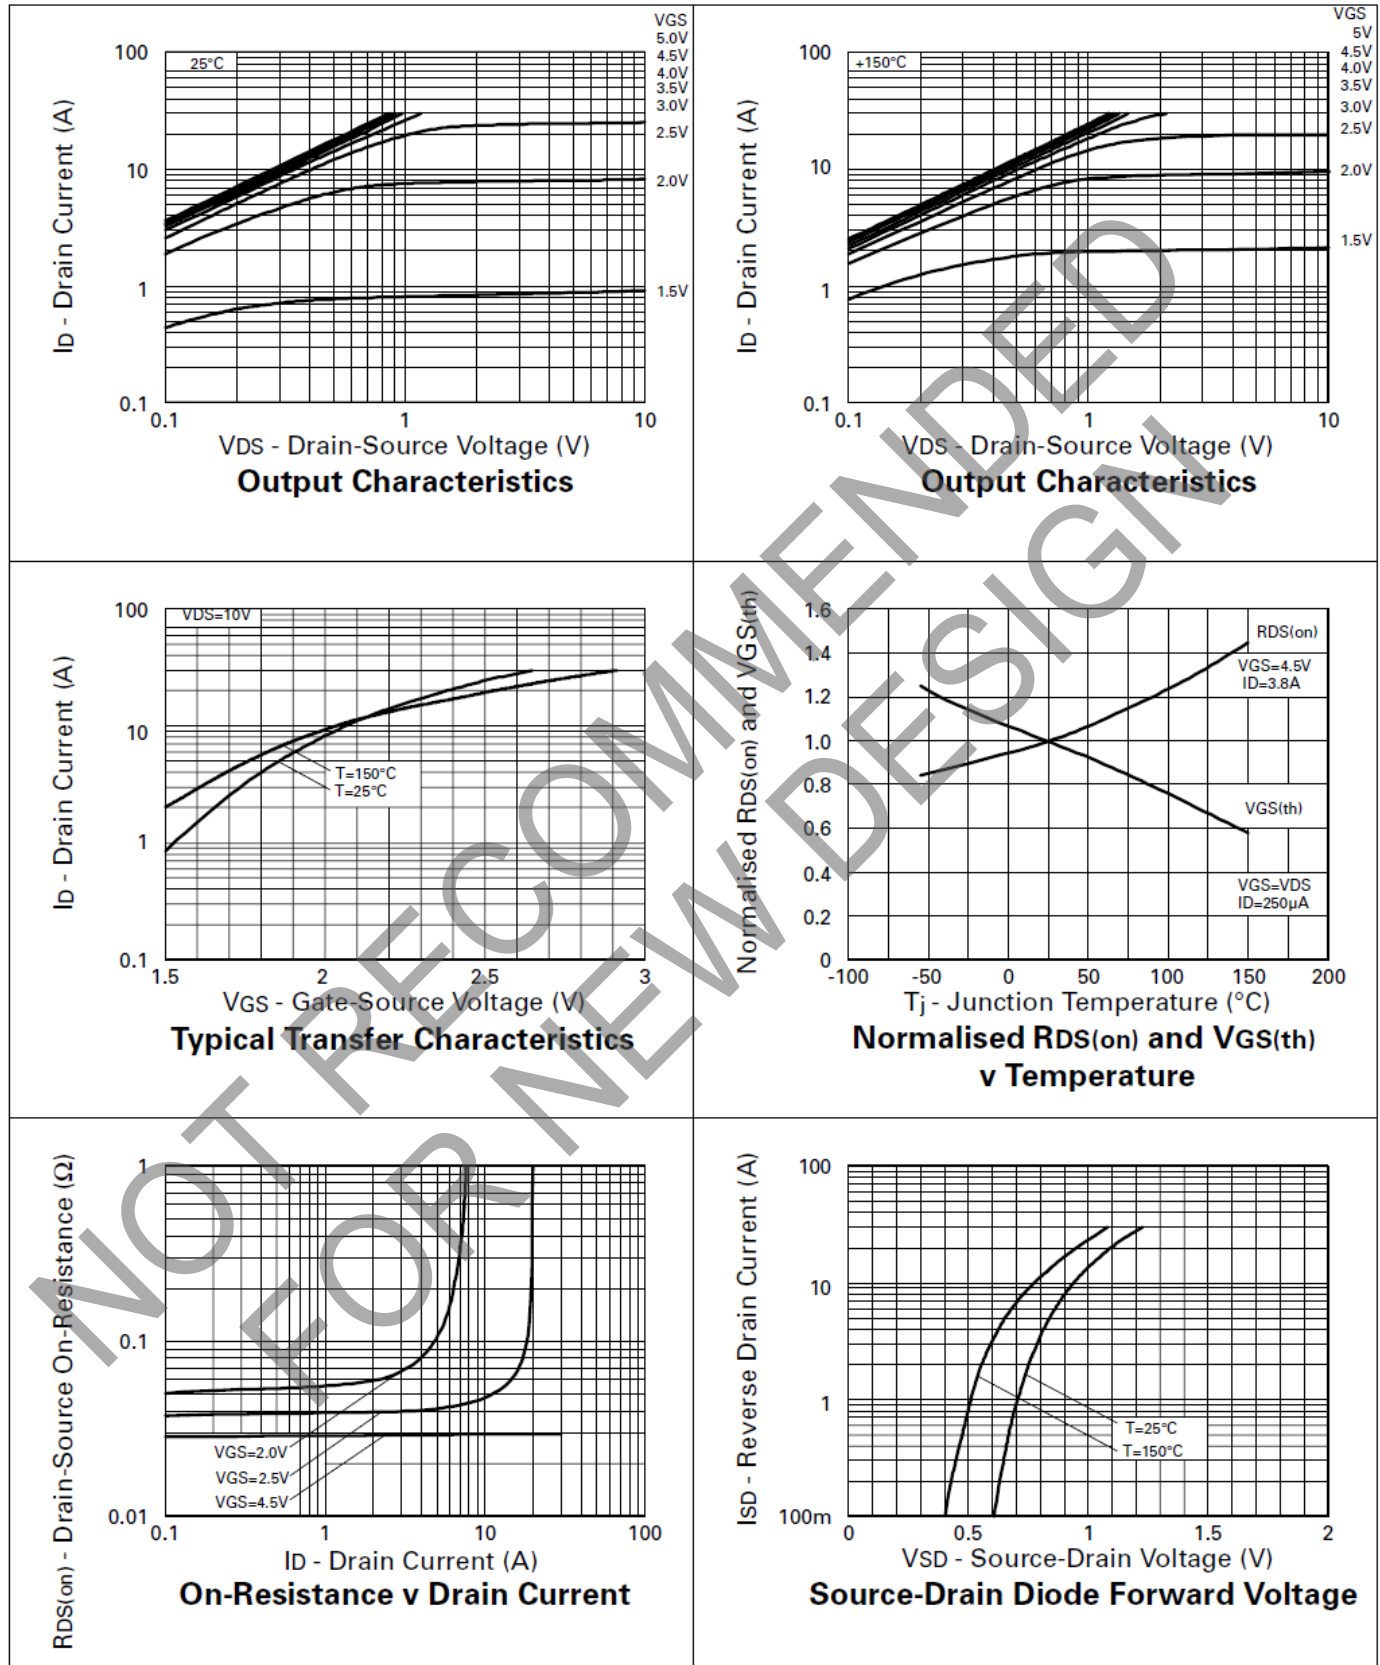 VGS
5.0V
4.5V
4.0V
3.5V
3.0V
2.5V
2.0V
1.5V
100
10
1
0.1
25°C
ID - Drain Current (A)
0.1 1 10
VDS - Drain-Source Voltage (V)
Output Characteristics
VGS
5V
4.5V
4.0V
3.5V
3.0V
2.5V
2.0V
1.5V
100
10
1
0.1
+150°C
ID - Drain Current (A)
0.1 1 10
VDS - Drain-Source Voltage (V)
Output Characteristics
100
10
1
0.1
VDS=10V
ID - Drain Current (A)
T=150°C
T=25°C
1.5 2 2.5 3
VGS - Gate-Source Voltage (V)
Typical Transfer Characteristics
1.6
1.4
1.2
1.0
0.8
0.6
0.4
0.2
0
Normalised RDS(on) and VGS(th)
RDS(on)
VGS=4.5V
ID=3.8A
VGS(th)
VGS=VDS
ID=250µA
-100 -50 0 50 100 150 200
Tj - Junction Temperature (°C)
Normalised RDS(on) and VGS(th)
v Temperature
1
0.1
0.01
RDS(on) - Drain-Source On-Resistance (Ω)
VGS=2.0V
VGS=2.5V
VGS=4.5V
0.1 1 10 100
ID - Drain Current (A)
On-Resistance v Drain Current
100
10
1
100m
ISD - Reverse Drain Current (A)
T=25°C
T=150°C
0 0.5 1 1.5 2
VSD - Source-Drain Voltage (V)
Source-Drain Diode Forward Voltage
NOT RECOMMENDED
FOR NEW DESIGN